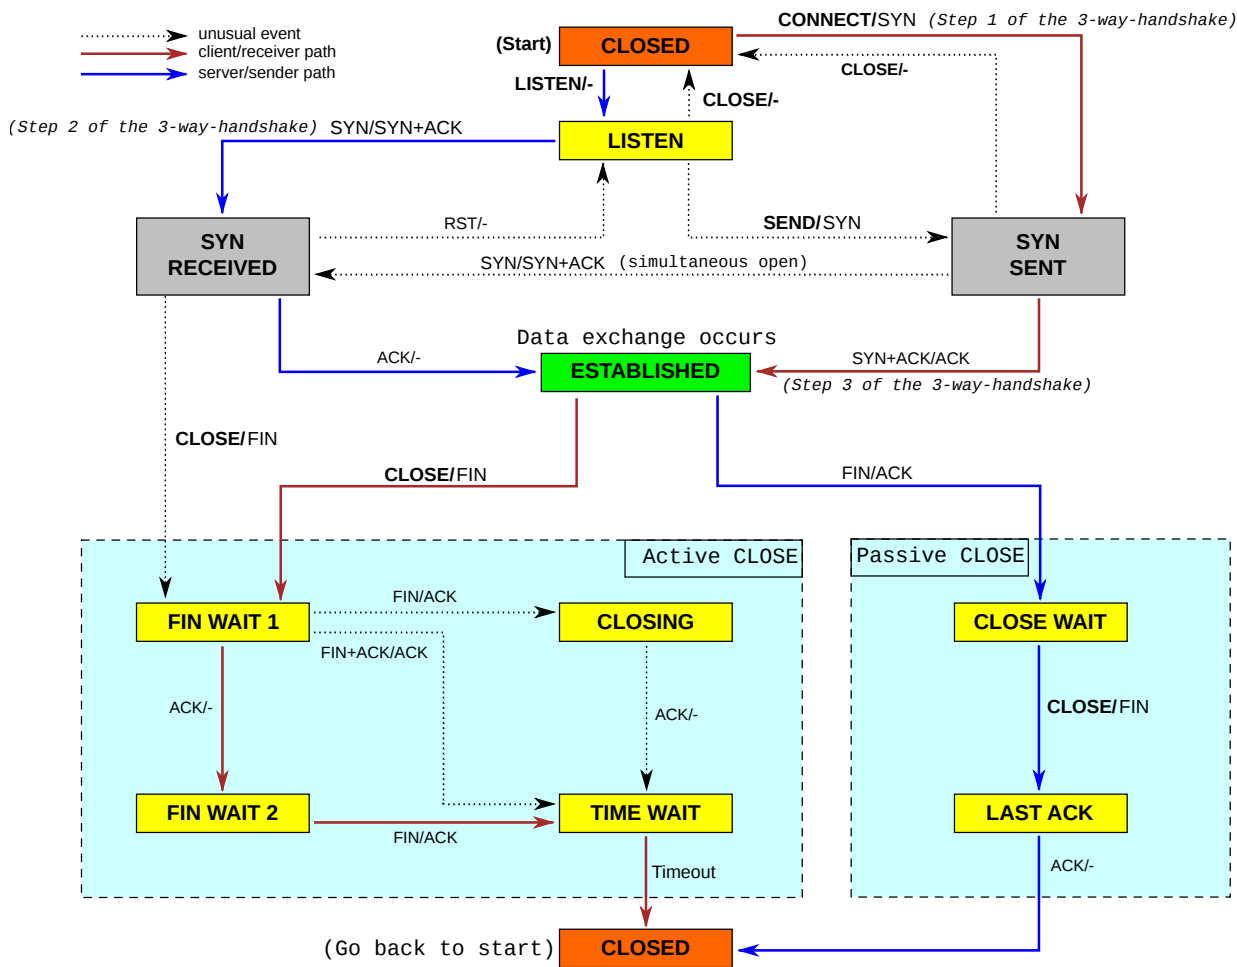 CONNECT/SYN (Step 1 of the 3-way-handshake)
unusual event
client/receiver path
server/sender path
(Start)
CLOSED
CLOSE/-
LISTEN/-
CLOSE/-
(Step 2 of the 3-way-handshake) SYN/SYN+ACK
LISTEN
RST/-
SEND/SYN
SYN
RECEIVED
SYN
SENT
SYN/SYN+ACK (simultaneous open)
Data exchange occurs
ACK/-
ESTABLISHED
SYN+ACK/ACK
(Step 3 of the 3-way-handshake)
CLOSE/FIN
CLOSE/FIN
FIN/ACK
Active CLOSE
Passive CLOSE
FIN WAIT 1
FIN/ACK
CLOSING
CLOSE WAIT
FIN+ACK/ACK
ACK/-
ACK/-
CLOSE/FIN
FIN WAIT 2
FIN/ACK
TIME WAIT
LAST ACK
Timeout
ACK/-
(Go back to start)
CLOSED